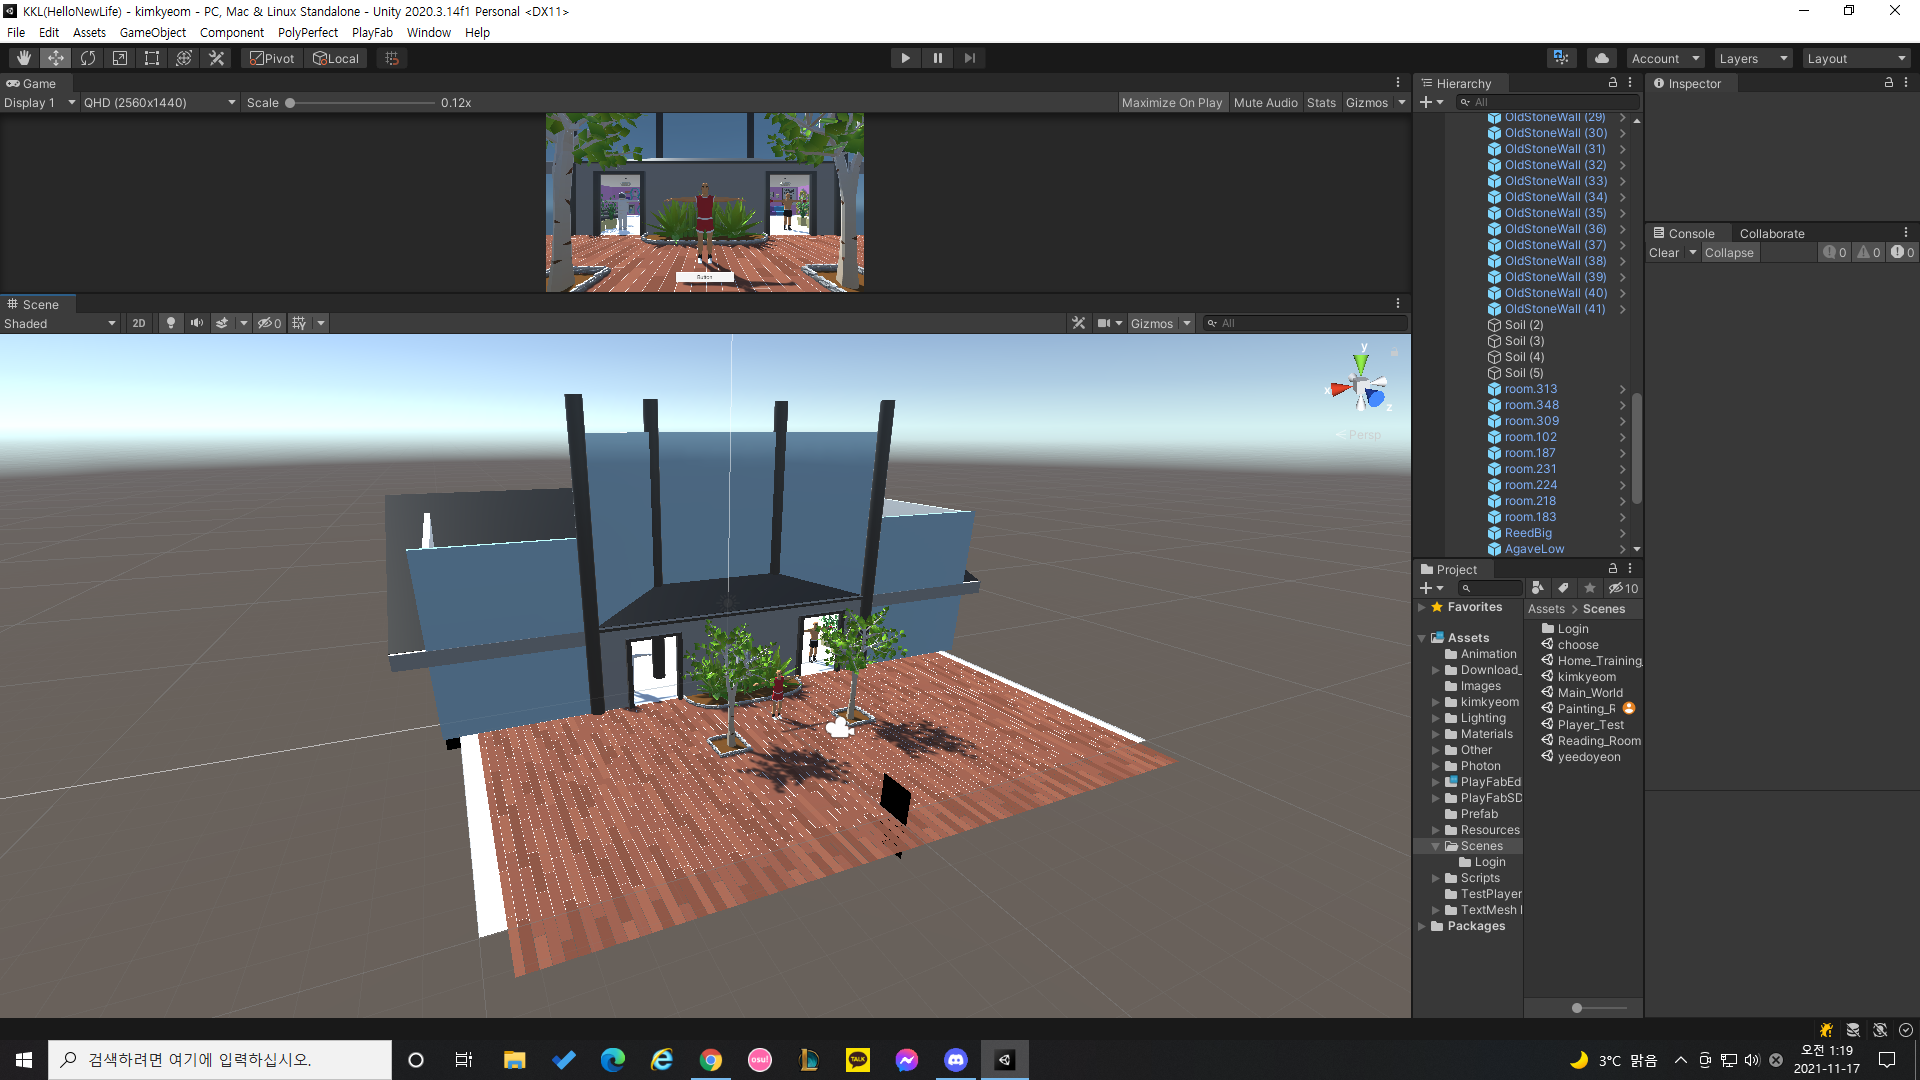 KKL(HelloNewLife) - kimkyeom - PC, Mac & Linux Standalone - Unity 2020.3.14f1 Personal <DX11>
File Edit Assets GameObject Component PolyPerfect PlayFab Window Help
Pivot Local
Account Layers Layout
Game
Display 1 QHD (2560x1440) Scale 0.12x
Maximize On Play Mute Audio Stats Gizmos
Button
Scene
Shaded 2D 0
Gizmos All
y
x
z
Persp
Hierarchy
All
OldStoneWall (29)
OldStoneWall (30)
OldStoneWall (31)
OldStoneWall (32)
OldStoneWall (33)
OldStoneWall (34)
OldStoneWall (35)
OldStoneWall (36)
OldStoneWall (37)
OldStoneWall (38)
OldStoneWall (39)
OldStoneWall (40)
OldStoneWall (41)
Soil (2)
Soil (3)
Soil (4)
Soil (5)
room.313
room.348
room.309
room.102
room.187
room.231
room.224
room.218
room.183
ReedBig
AgaveLow
Project
10
Favorites
Assets
Animation
Download_
Images
kimkyeom
Lighting
Materials
Other
Photon
PlayFabEd
PlayFabSD
Prefab
Resources
Scenes
Login
Scripts
TestPlayer
TextMesh
Packages
Assets > Scenes
Login
choose
Home_Training_
kimkyeom
Main_World
Painting_R
Player_Test
Reading_Room
yeedoyeon
Inspector
Console Collaborate
Clear Collapse 0 0 0
검색하려면 여기에 입력하십시오.
osu!
TALK
3°C 맑음
오전 1:19
2021-11-17